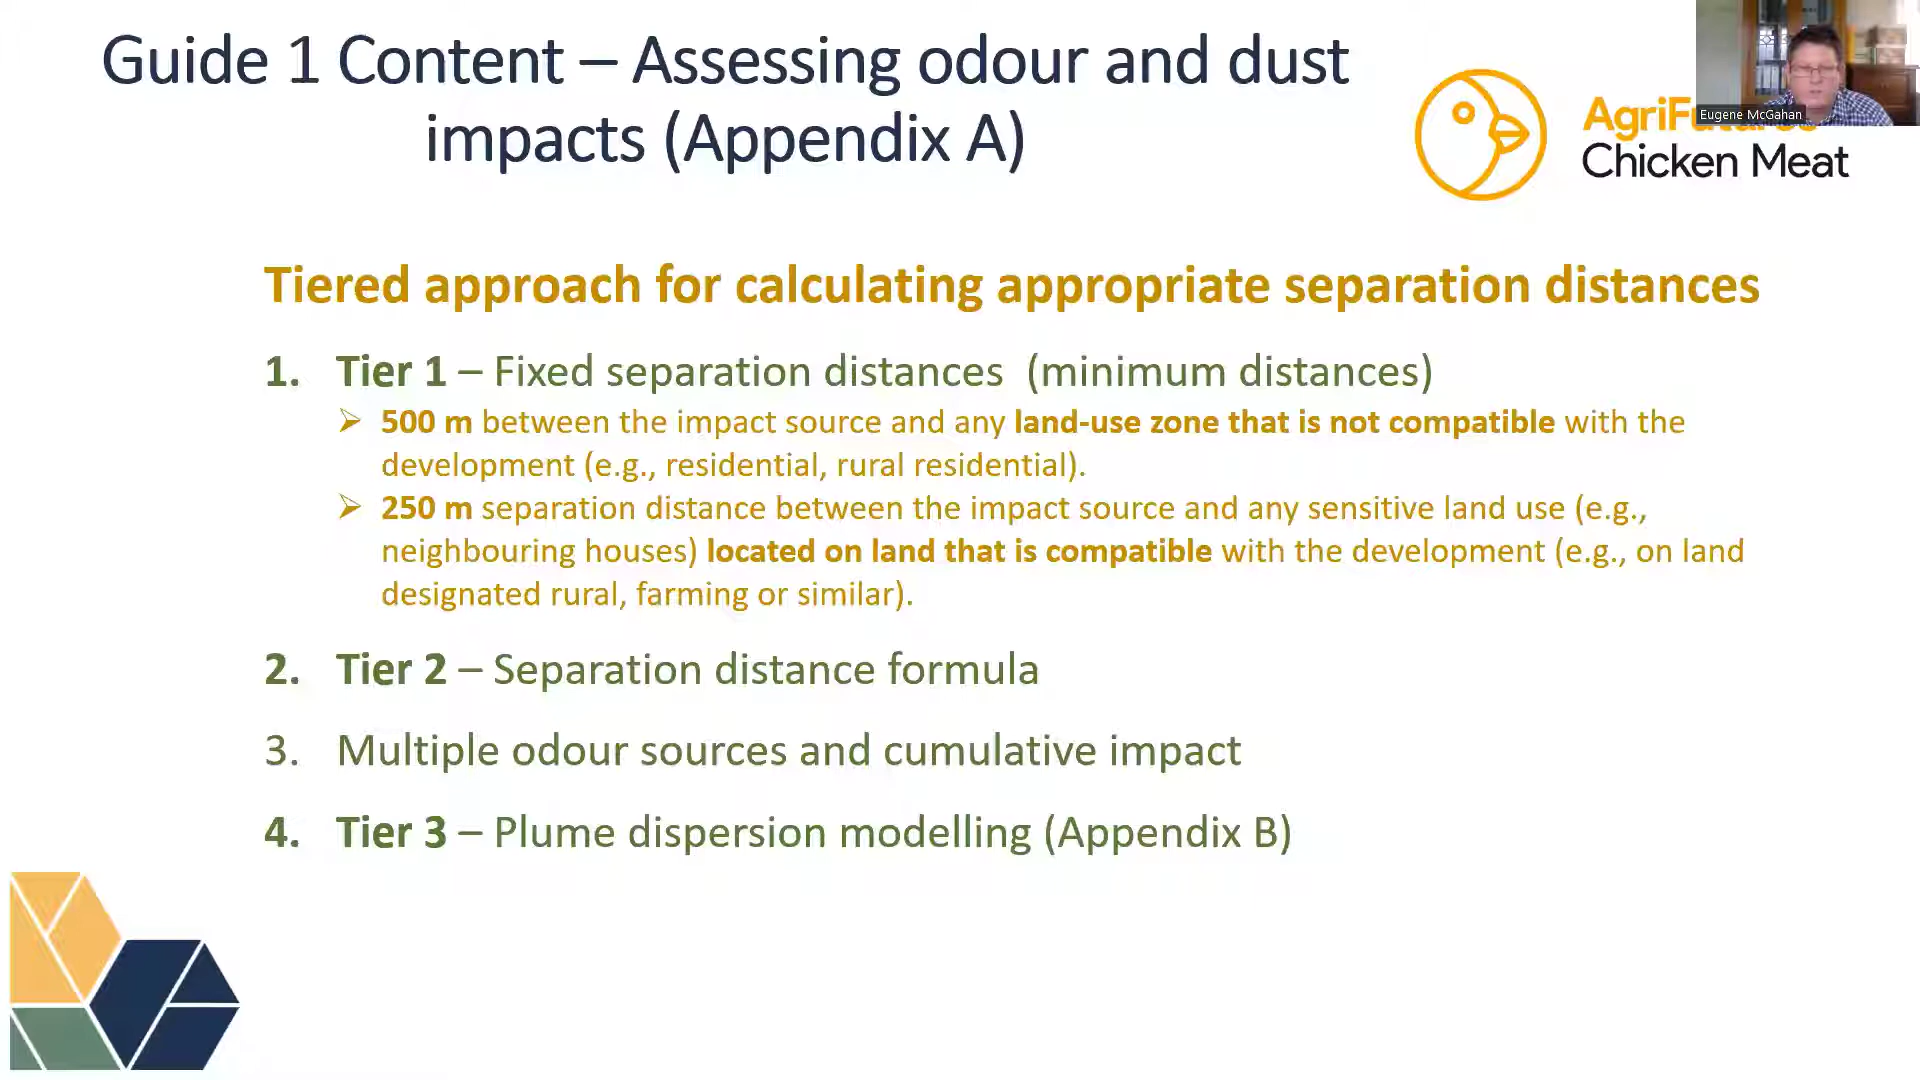 Guide 1 Content – Assessing odour and dust
impacts (Appendix A)
Eugene McGahan
Chicken Meat
Tiered approach for calculating appropriate separation distances
1. Tier 1 – Fixed separation distances (minimum distances)
➢ 500 m between the impact source and any land-use zone that is not compatible with the
development (e.g., residential, rural residential).
➢ 250 m separation distance between the impact source and any sensitive land use (e.g.,
neighbouring houses) located on land that is compatible with the development (e.g., on land
designated rural, farming or similar).
2. Tier 2 – Separation distance formula
3. Multiple odour sources and cumulative impact
4. Tier 3 – Plume dispersion modelling (Appendix B)